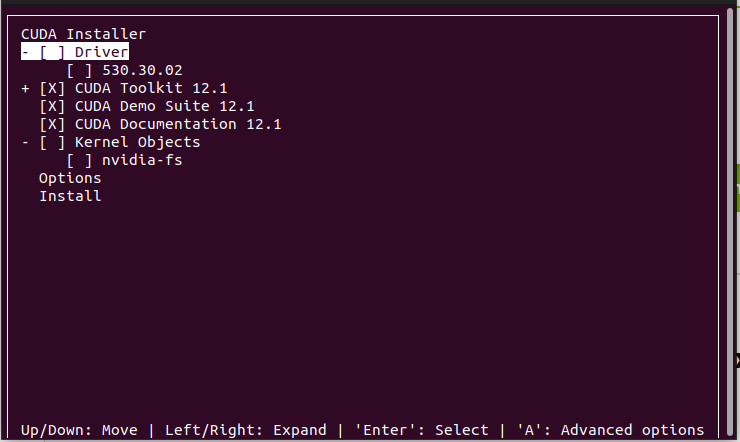 CUDA Installer
- [ ] Driver
[ ] 530.30.02
+ [X] CUDA Toolkit 12.1
[X] CUDA Demo Suite 12.1
[X] CUDA Documentation 12.1
- [ ] Kernel Objects
[ ] nvidia-fs
Options
Install
Up/Down: Move | Left/Right: Expand | 'Enter': Select | 'A': Advanced options